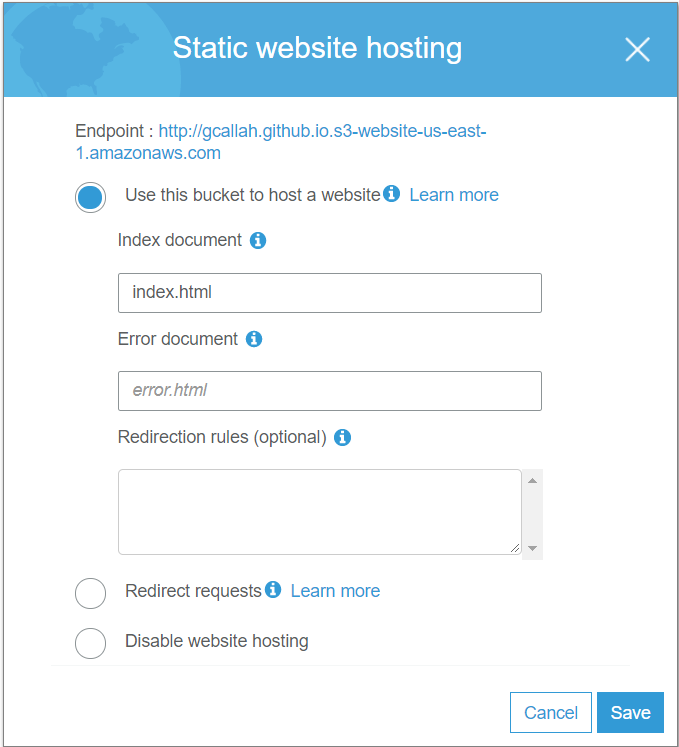 Static website hosting
Endpoint : http://gcallah.github.io.s3-website-us-east-
1.amazonaws.com
Use this bucket to host a website Learn more
Index document
index.html
Error document
error.html
Redirection rules (optional)
Redirect requests Learn more
Disable website hosting
Cancel Save